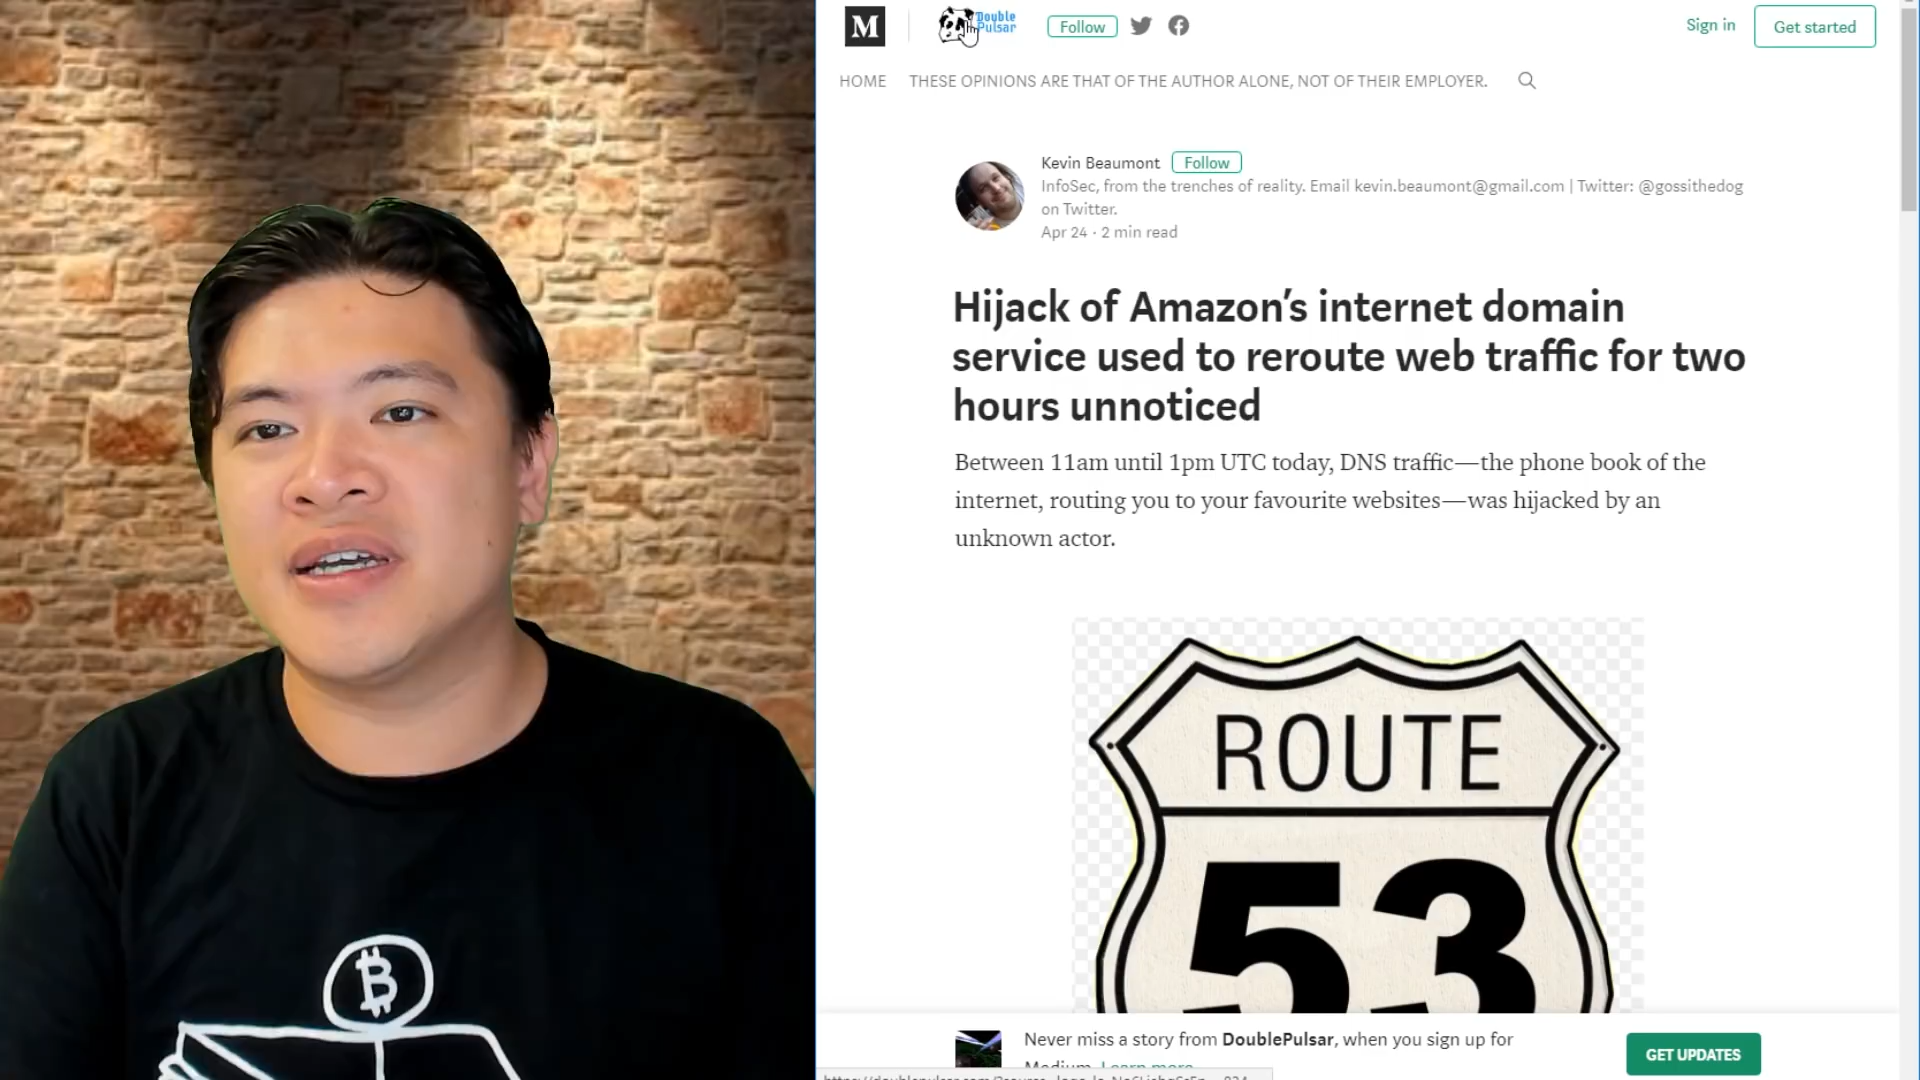 M
Double
Pulsar
Follow
Sign in
Get started
HOME
THESE OPINIONS ARE THAT OF THE AUTHOR ALONE, NOT OF THEIR EMPLOYER.
Kevin Beaumont
Follow
InfoSec, from the trenches of reality. Email kevin.beaumont@gmail.com | Twitter: @gossithedog
on Twitter.
Apr 24 · 2 min read
Hijack of Amazon’s internet domain
service used to reroute web traffic for two
hours unnoticed
Between 11am until 1pm UTC today, DNS traffic—the phone book of the
internet, routing you to your favourite websites—was hijacked by an
unknown actor.
ROUTE
53
Never miss a story from DoublePulsar, when you sign up for
Medium. Learn more
GET UPDATES